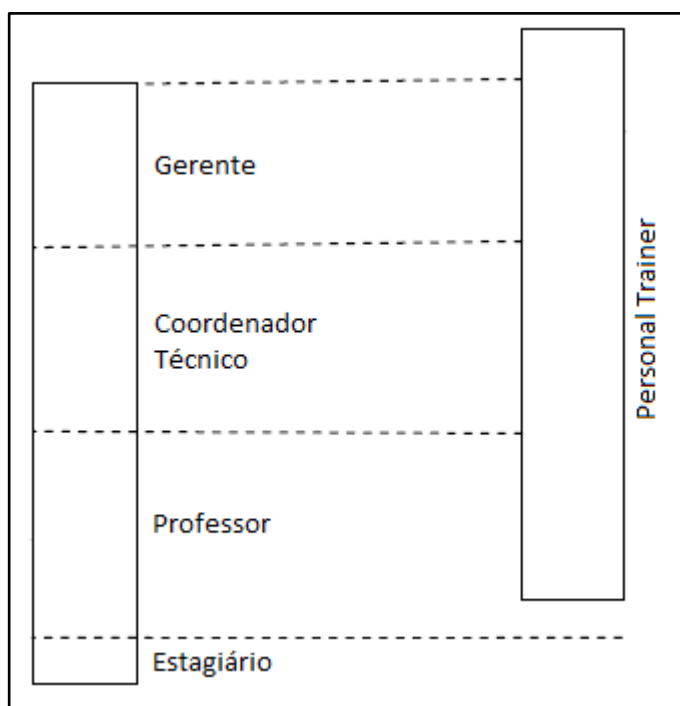 Gerente
Coordenador
Técnico
Professor
Estagiário
Personal Trainer